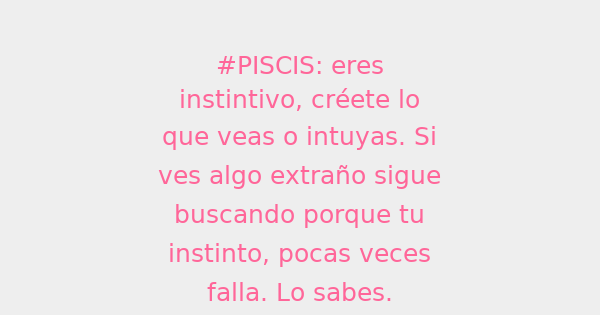 #PISCIS: eres
instintivo, créete lo
que veas o intuyas. Si
ves algo extraño sigue
buscando porque tu
instinto, pocas veces
falla. Lo sabes.